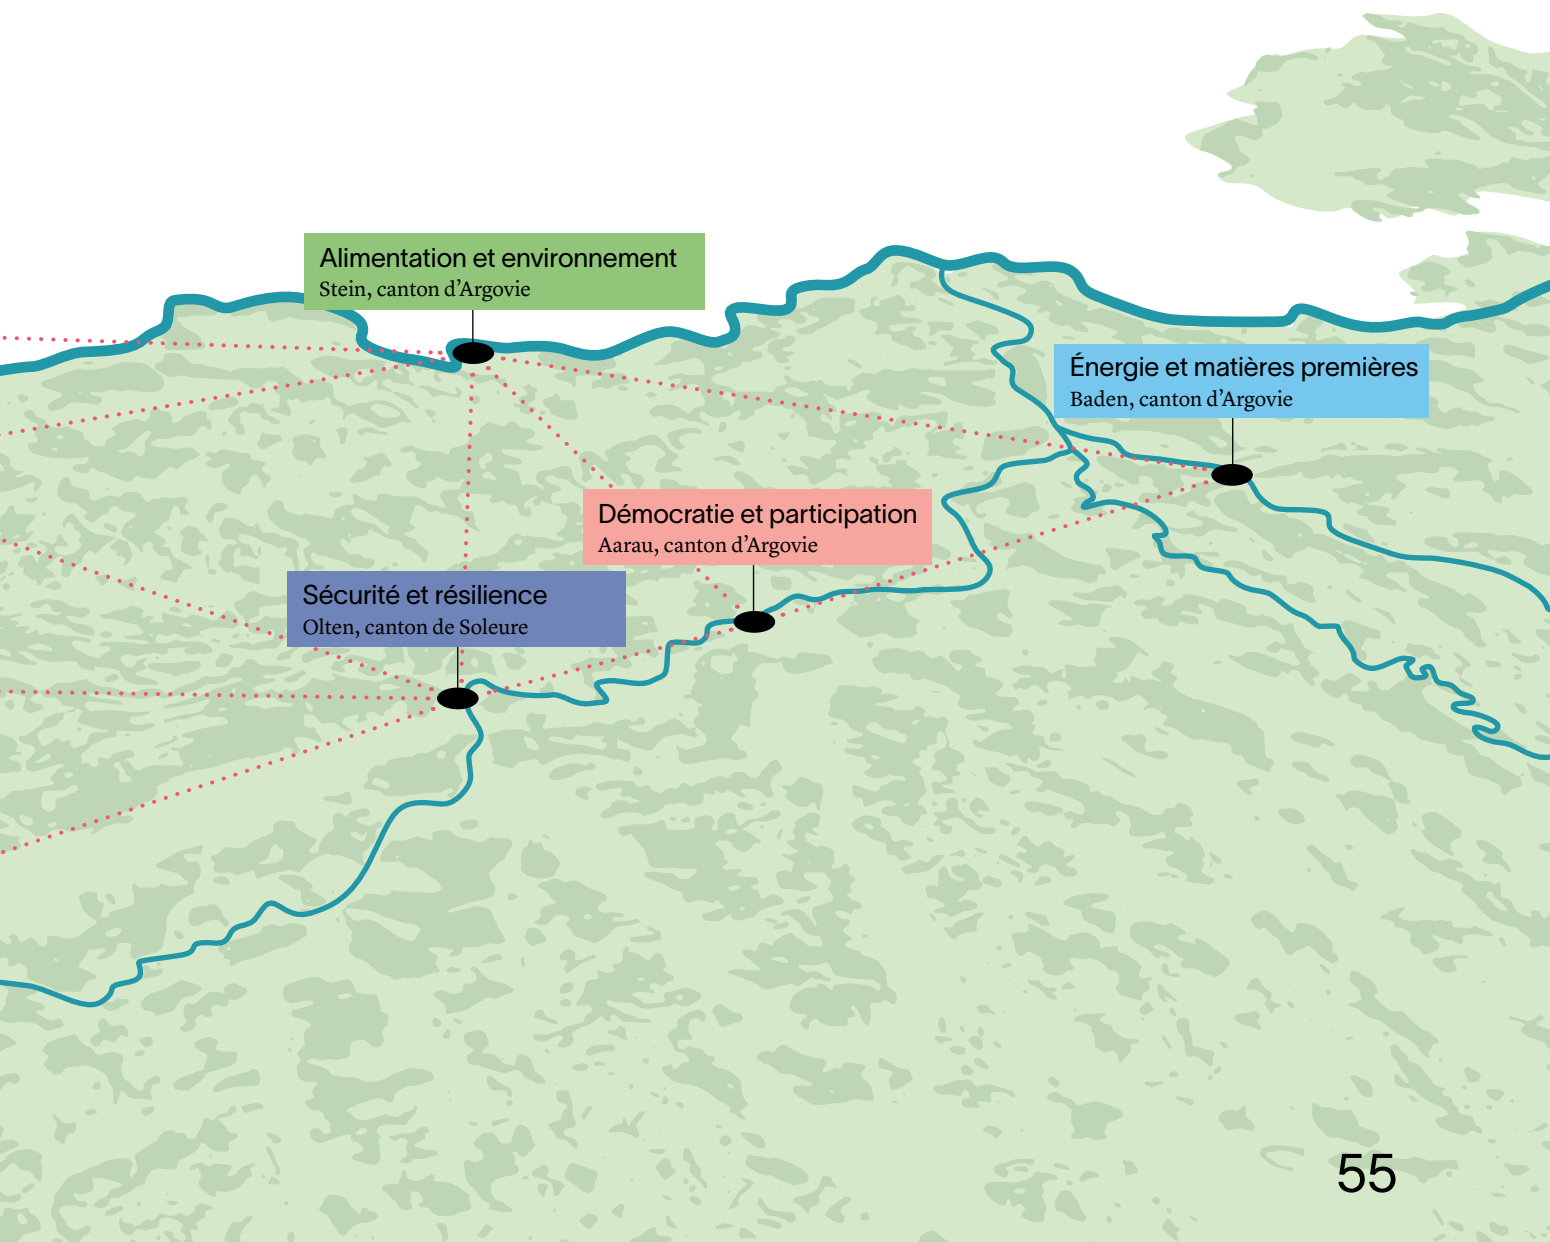 Alimentation et environnement
Stein, canton d’Argovie
Énergie et matières premières
Baden, canton d’Argovie
Démocratie et participation
Aarau, canton d’Argovie
Sécurité et résilience
Olten, canton de Soleure
55